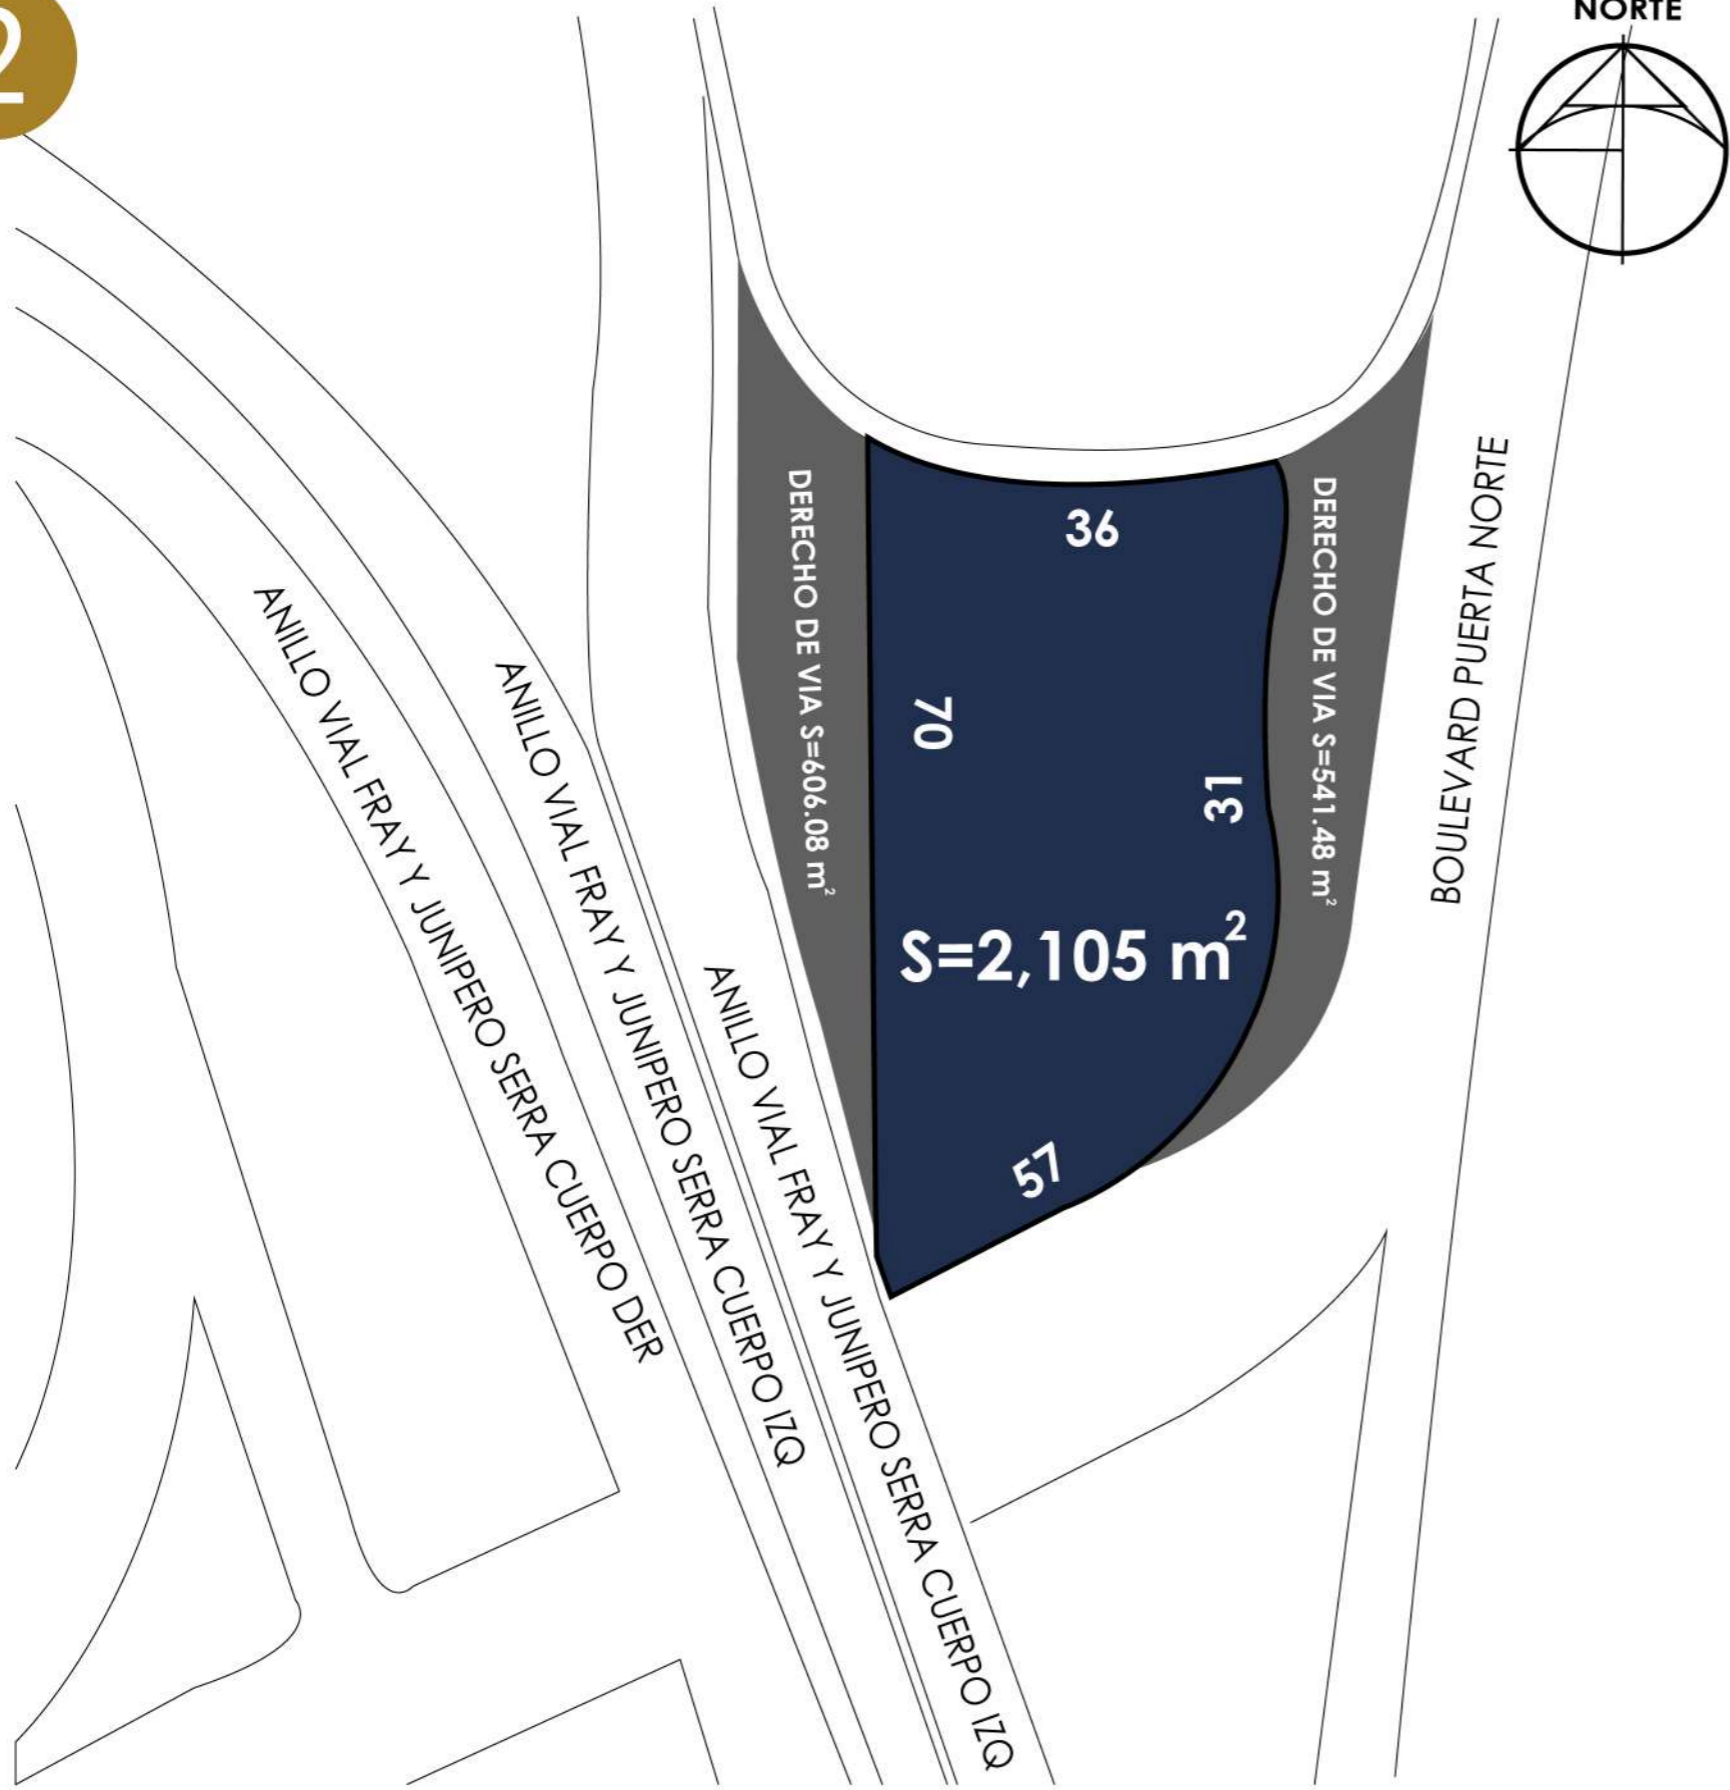 2
NORTE
36
DERECHO DE VIA S=606.08 m²
DERECHO DE VIA S=541.48 m²
BOULEVARD PUERTA NORTE
70
31
S=2,105 m²
57
ANILLO VIAL FRAY Y JUNIPERO SERRA CUERPO DER
ANILLO VIAL FRAY Y JUNIPERO SERRA CUERPO IZQ
ANILLO VIAL FRAY Y JUNIPERO SERRA CUERPO IZQ